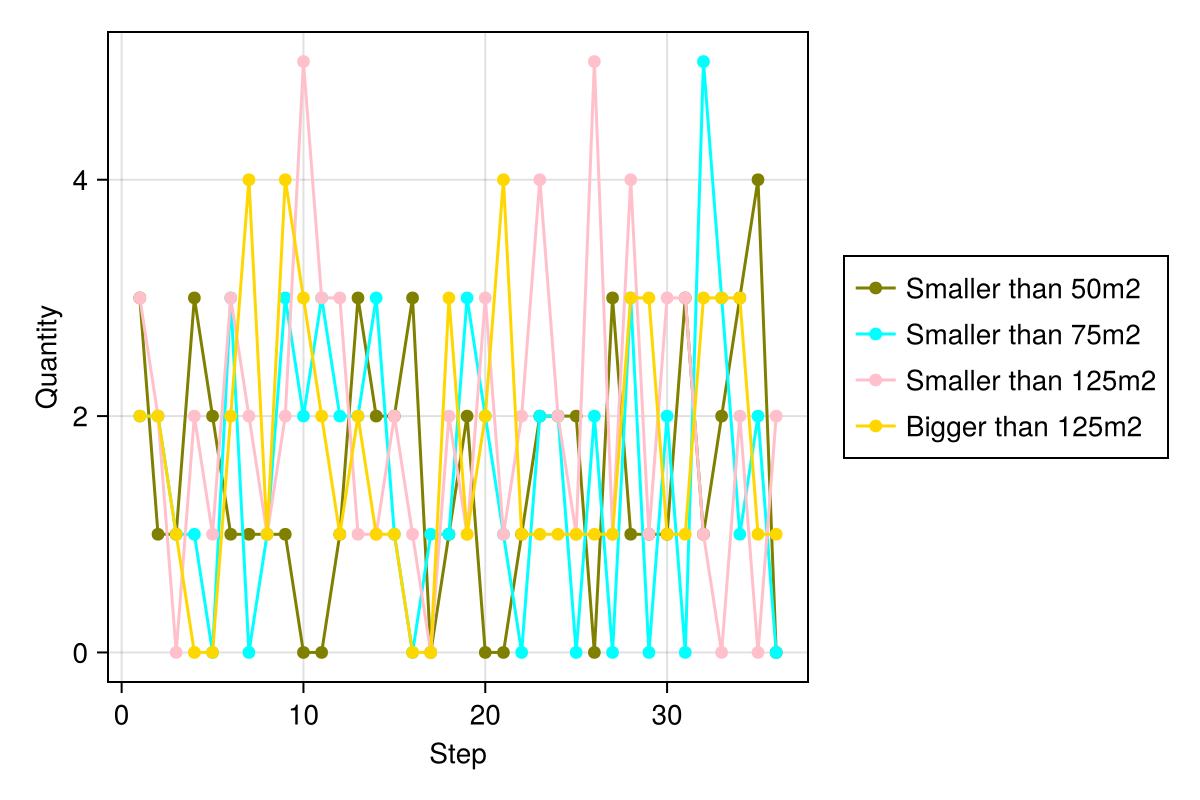 4
2
0
Quantity
0 10 20 30
Step
Smaller than 50m2
Smaller than 75m2
Smaller than 125m2
Bigger than 125m2